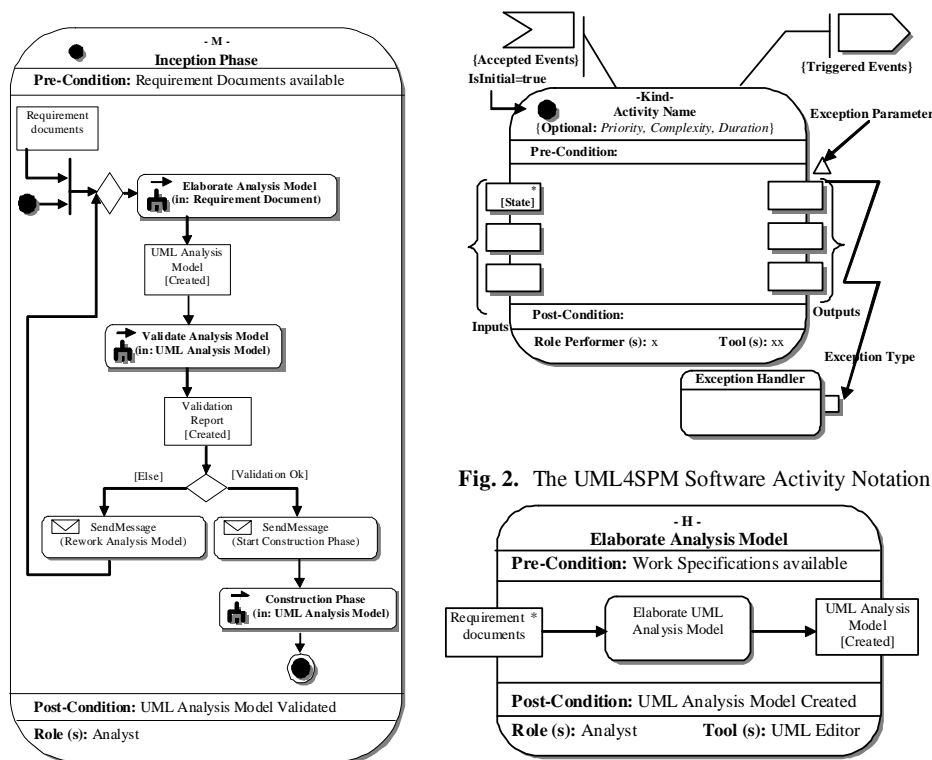 - M -
Inception Phase
Pre-Condition: Requirement Documents available
Requirement
documents
Elaborate Analysis Model
(in: Requirement Document)
UML Analysis
Model
[Created]
Validate Analysis Model
(in: UML Analysis Model)
Validation
Report
[Created]
[Else]
[Validation Ok]
SendMessage
(Rework Analysis Model)
SendMessage
(Start Construction Phase)
Construction Phase
(in: UML Analysis Model)
Post-Condition: UML Analysis Model Validated
Role (s): Analyst
{Accepted Events}
IsInitial=true
{Triggered Events}
-Kind-
Activity Name
{Optional: Priority, Complexity, Duration}
Exception Parameter
Pre-Condition:
*
[State]
Inputs
Outputs
Post-Condition:
Role Performer (s): x Tool (s): xx
Exception Type
Exception Handler
Fig. 2. The UML4SPM Software Activity Notation
- H -
Elaborate Analysis Model
Pre-Condition: Work Specifications available
Requirement *
documents
Elaborate UML
Analysis Model
UML Analysis
Model
[Created]
Post-Condition: UML Analysis Model Created
Role (s): Analyst Tool (s): UML Editor